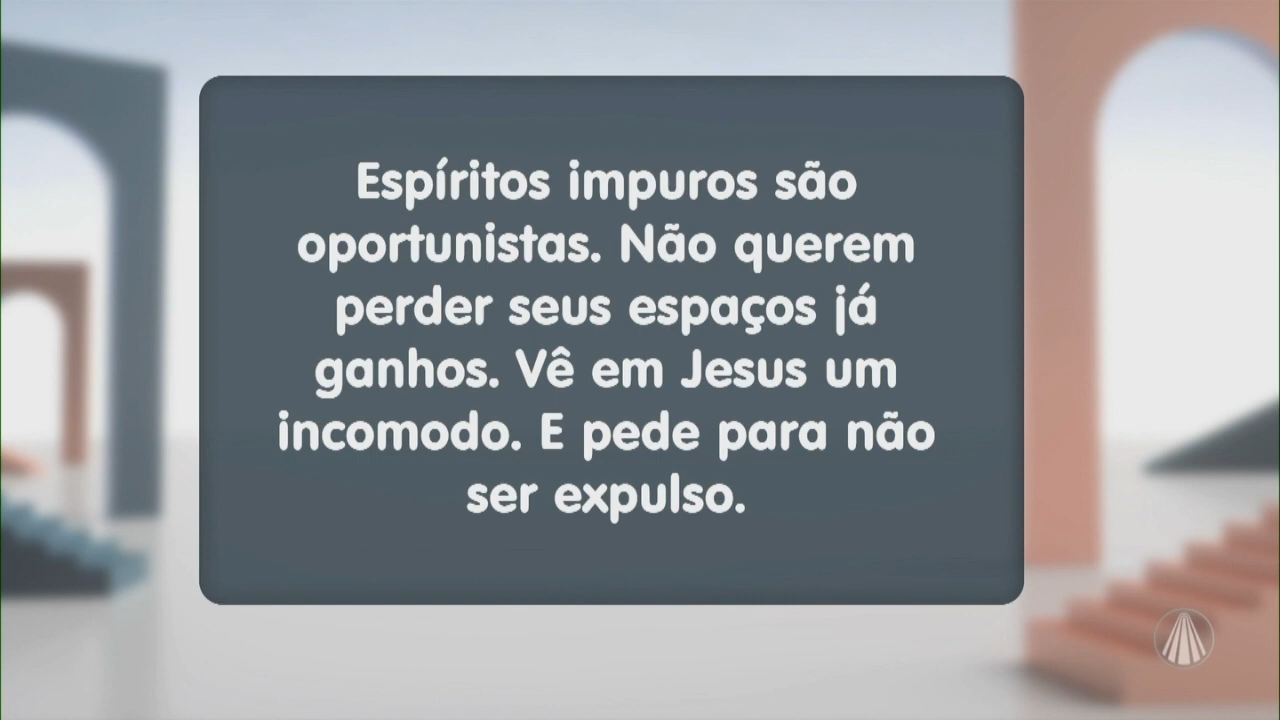 Espíritos impuros são
oportunistas. Não querem
perder seus espaços já
ganhos. Vê em Jesus um
incomodo. E pede para não
ser expulso.